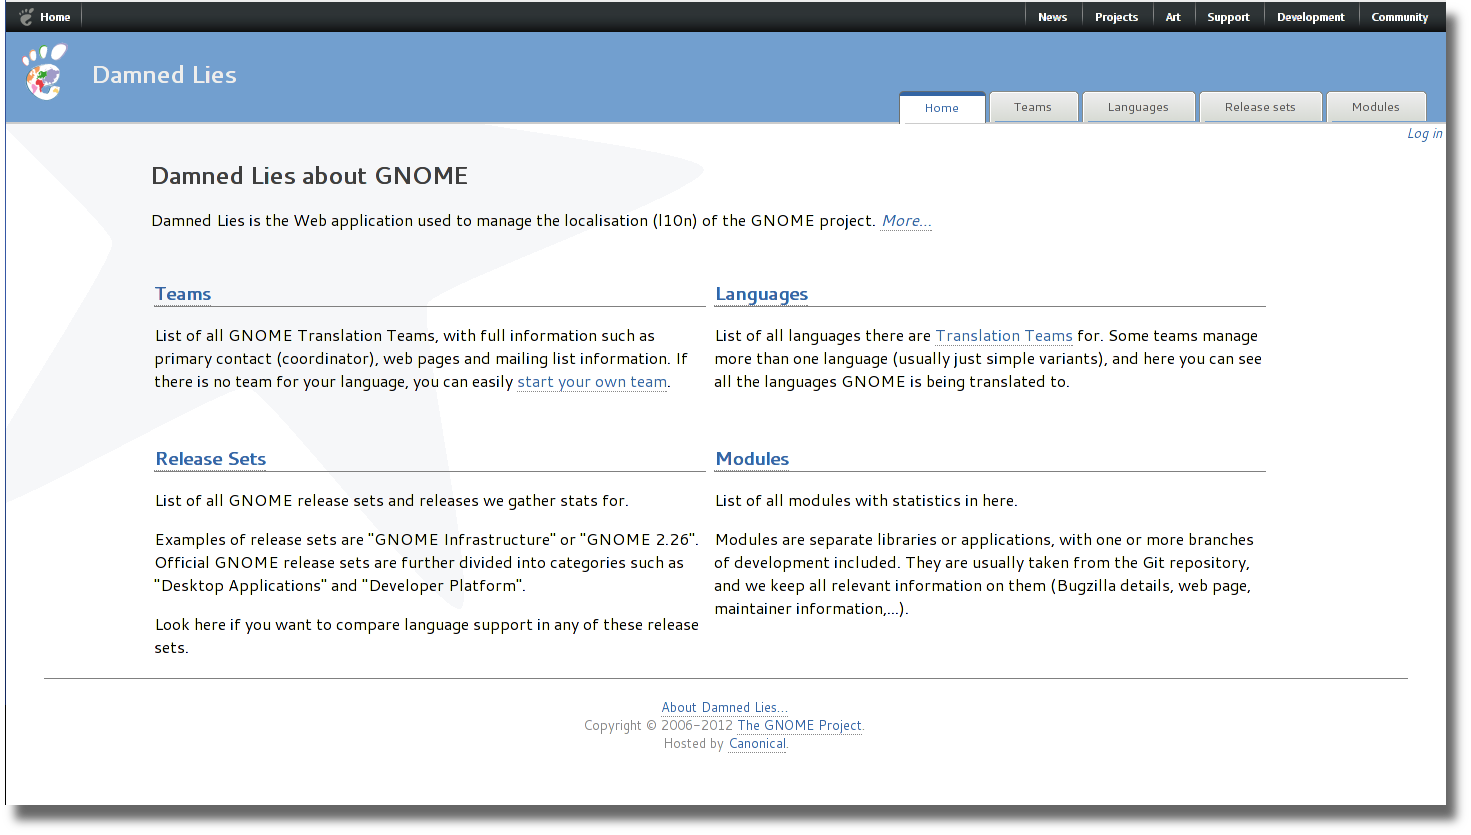 Home News Projects Art Support Development Community
Damned Lies
Home Teams Languages Release sets Modules
Log in
Damned Lies about GNOME
Damned Lies is the Web application used to manage the localisation (l10n) of the GNOME project. More...
Teams
List of all GNOME Translation Teams, with full information such as
primary contact (coordinator), web pages and mailing list information. If
there is no team for your language, you can easily start your own team.
Languages
List of all languages there are Translation Teams for. Some teams manage
more than one language (usually just simple variants), and here you can see
all the languages GNOME is being translated to.
Release Sets
List of all GNOME release sets and releases we gather stats for.
Examples of release sets are "GNOME Infrastructure" or "GNOME 2.26".
Official GNOME release sets are further divided into categories such as
"Desktop Applications" and "Developer Platform".
Look here if you want to compare language support in any of these release
sets.
Modules
List of all modules with statistics in here.
Modules are separate libraries or applications, with one or more branches
of development included. They are usually taken from the Git repository,
and we keep all relevant information on them (Bugzilla details, web page,
maintainer information,...).
About Damned Lies...
Copyright © 2006-2012 The GNOME Project.
Hosted by Canonical.